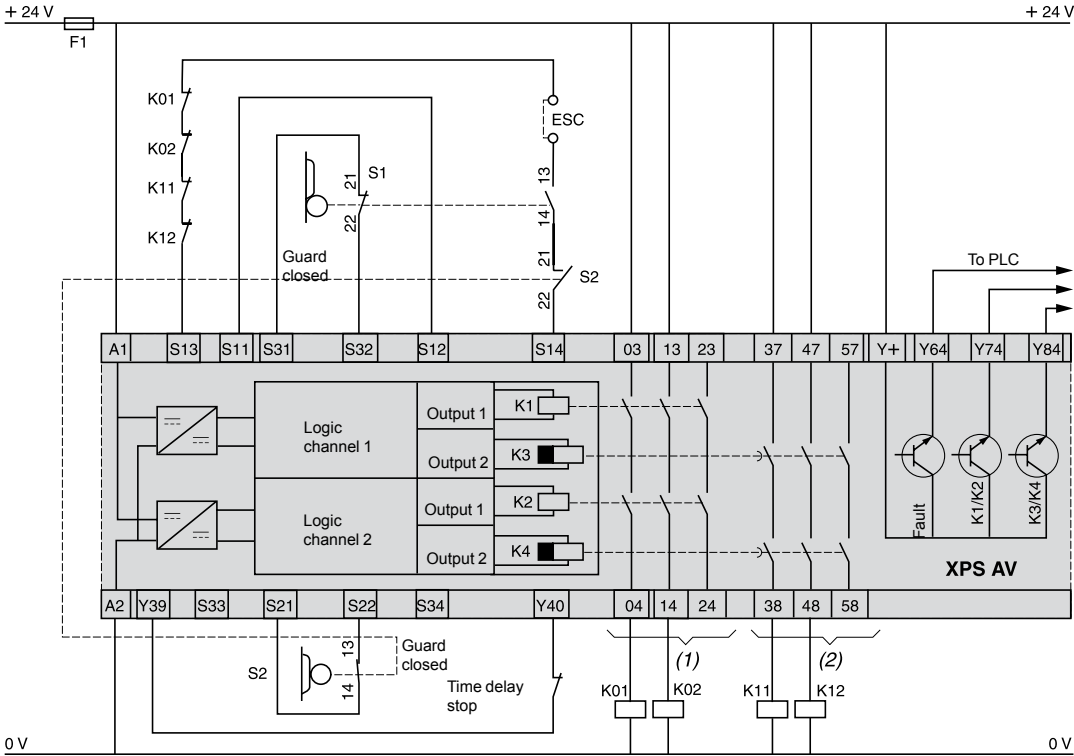 + 24 V
+ 24 V
F1
K01
K02
K11
K12
ESC
S1
21
22
13
14
21
22
S2
Guard
closed
To PLC
A1
S13
S11
S31
S32
S12
S14
03
13
23
37
47
57
Y+
Y64
Y74
Y84
Logic
channel 1
Output 1
K1
Output 2
K3
Logic
channel 2
Output 1
K2
Output 2
K4
Fault
K1/K2
K3/K4
XPS AV
A2
Y39
S33
S21
S22
S34
Y40
04
14
24
38
48
58
S2
13
14
Guard
closed
Time delay
stop
(1)
(2)
K01
K02
K11
K12
0 V
0 V